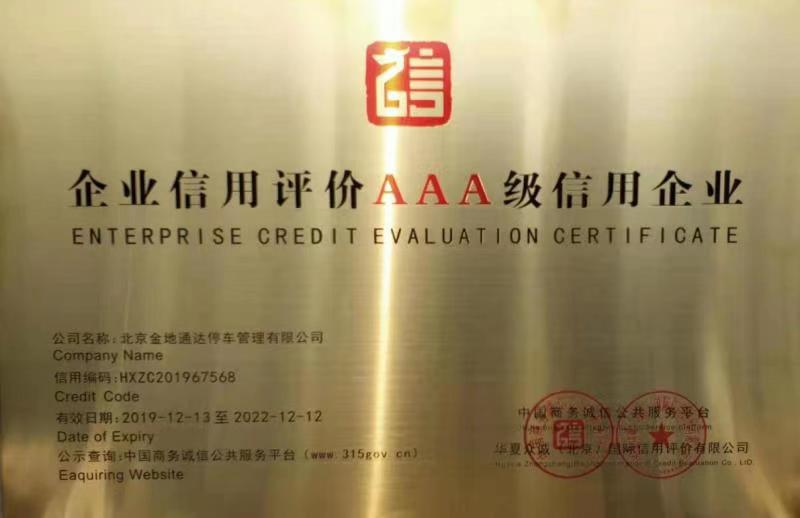 企业信用评价AAA级信用企业
ENTERPRISE CREDIT EVALUATION CERTIFICATE
公司名称:北京金地通达停车管理有限公司
Company Name
信用编码:HXZC201967568
Credit Code
有效日期:2019-12-13 至 2022-12-12
Date of Expiry
公示查询:中国商务诚信公共服务平台 (www.315gov.cn)
Eaquiring Website
中国商务诚信公共服务平台
华夏众诚(北京)国际信用评价有限公司